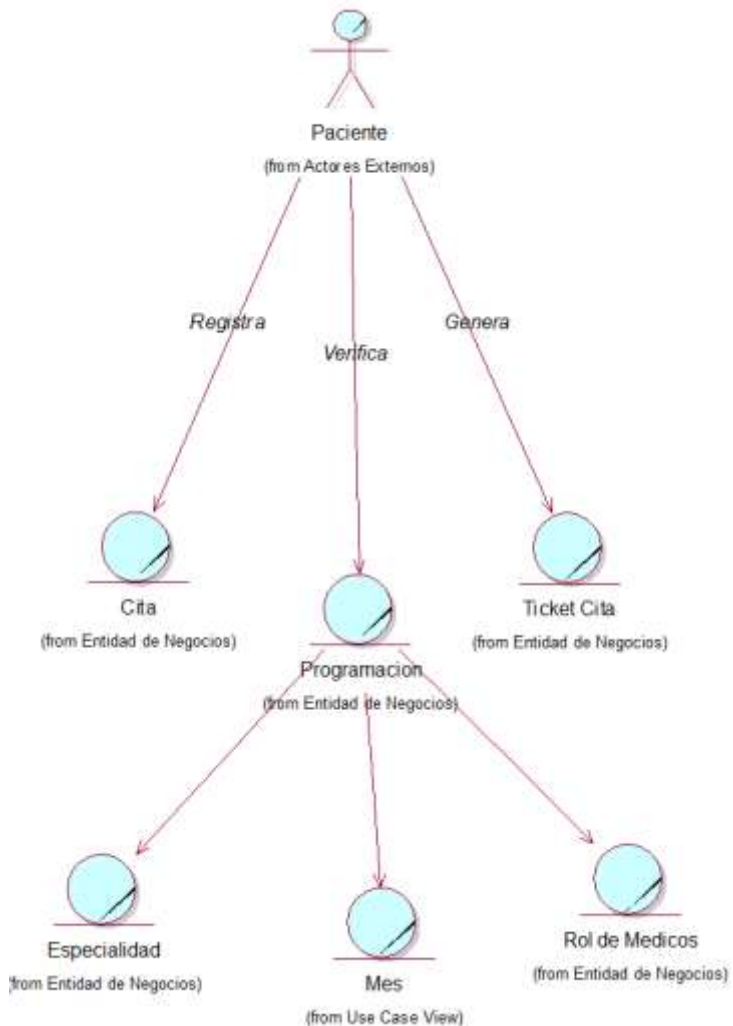 Paciente
(from Actores Externos)
Registra
Verifica
Genera
Cita
(from Entidad de Negocios)
Ticket Cita
(from Entidad de Negocios)
Programacion
(from Entidad de Negocios)
Especialidad
(from Entidad de Negocios)
Mes
(from Use Case View)
Rol de Medicos
(from Entidad de Negocios)